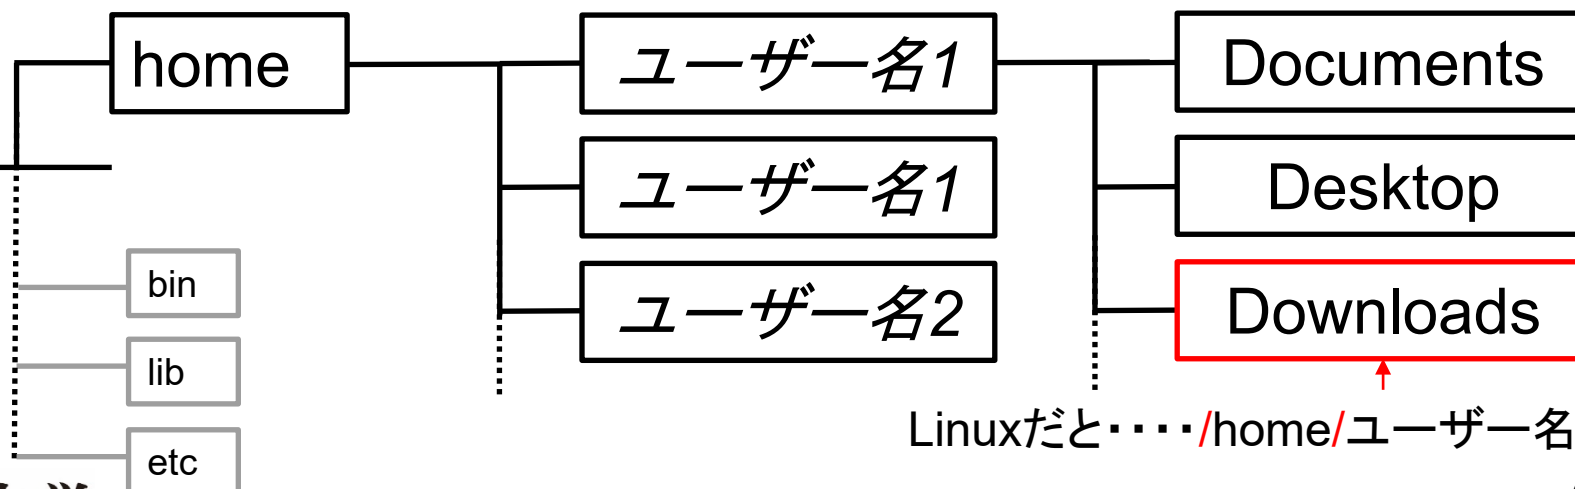 home
ユーザー名1
Documents
ユーザー名1
Desktop
bin
ユーザー名2
Downloads
lib
Linuxだと・・・・/home/ユーザー名
etc